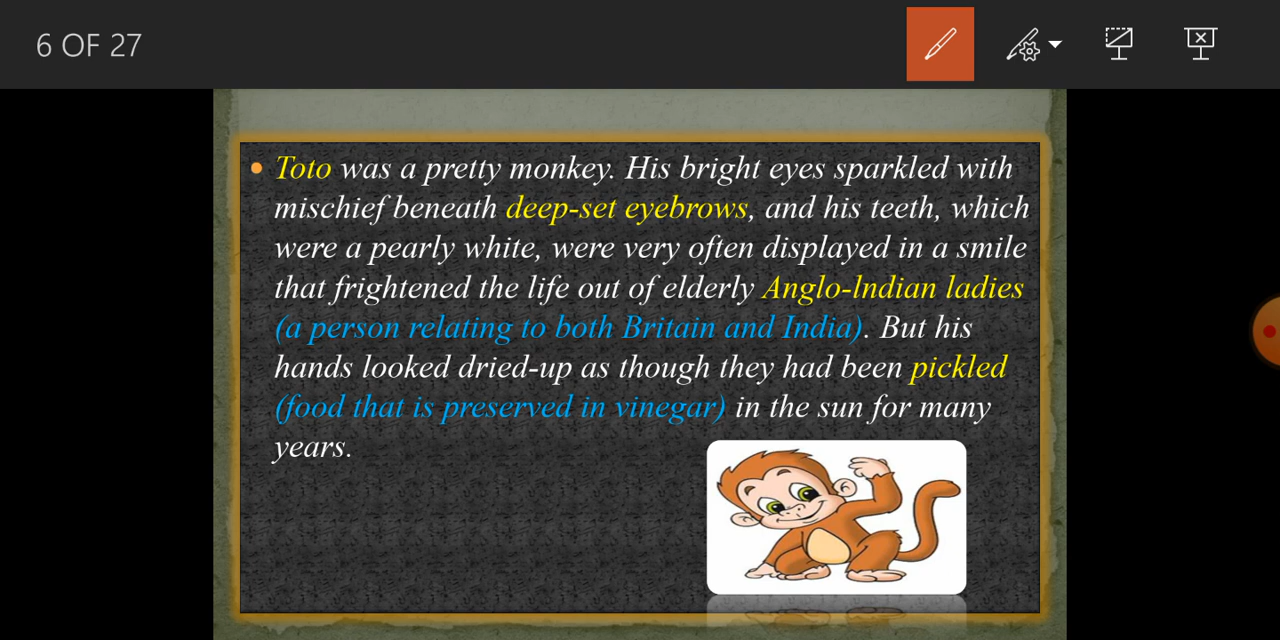 6 OF 27
• Toto was a pretty monkey. His bright eyes sparkled with
mischief beneath deep-set eyebrows, and his teeth, which
were a pearly white, were very often displayed in a smile
that frightened the life out of elderly Anglo-lndian ladies
(a person relating to both Britain and India). But his
hands looked dried-up as though they had been pickled
(food that is preserved in vinegar) in the sun for many
years.